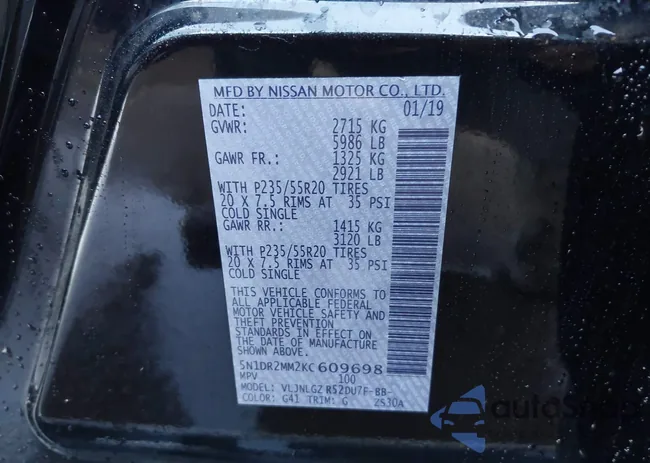 MFD BY NISSAN MOTOR CO., LTD.
DATE: 01/19
GVWR: 2715 KG
5986 LB
GAWR FR.: 1325 KG
2921 LB
WITH P235/55R20 TIRES
20 X 7.5 RIMS AT 35 PSI
COLD SINGLE
GAWR RR.: 1415 KG
3120 LB
WITH P235/55R20 TIRES
20 X 7.5 RIMS AT 35 PSI
COLD SINGLE
THIS VEHICLE CONFORMS TO
ALL APPLICABLE FEDERAL
MOTOR VEHICLE SAFETY AND
THEFT PREVENTION
STANDARDS IN EFFECT ON
THE DATE OF MANUFACTURE
SHOWN ABOVE.
5N1DR2MM2KC609698
MPV 100
MODEL: VLJNLGZ R52DU7F-BB-
COLOR: G41 TRIM: G 2530A